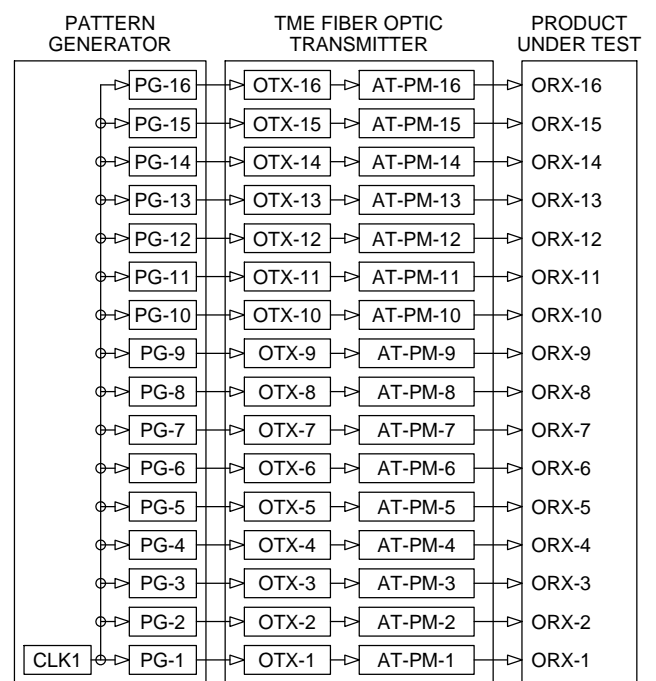 PATTERN GENERATOR
TME FIBER OPTIC TRANSMITTER
PRODUCT UNDER TEST
PG-16 OTX-16 AT-PM-16 ORX-16
PG-15 OTX-15 AT-PM-15 ORX-15
PG-14 OTX-14 AT-PM-14 ORX-14
PG-13 OTX-13 AT-PM-13 ORX-13
PG-12 OTX-12 AT-PM-12 ORX-12
PG-11 OTX-11 AT-PM-11 ORX-11
PG-10 OTX-10 AT-PM-10 ORX-10
PG-9 OTX-9 AT-PM-9 ORX-9
PG-8 OTX-8 AT-PM-8 ORX-8
PG-7 OTX-7 AT-PM-7 ORX-7
PG-6 OTX-6 AT-PM-6 ORX-6
PG-5 OTX-5 AT-PM-5 ORX-5
PG-4 OTX-4 AT-PM-4 ORX-4
PG-3 OTX-3 AT-PM-3 ORX-3
PG-2 OTX-2 AT-PM-2 ORX-2
CLK1 PG-1 OTX-1 AT-PM-1 ORX-1